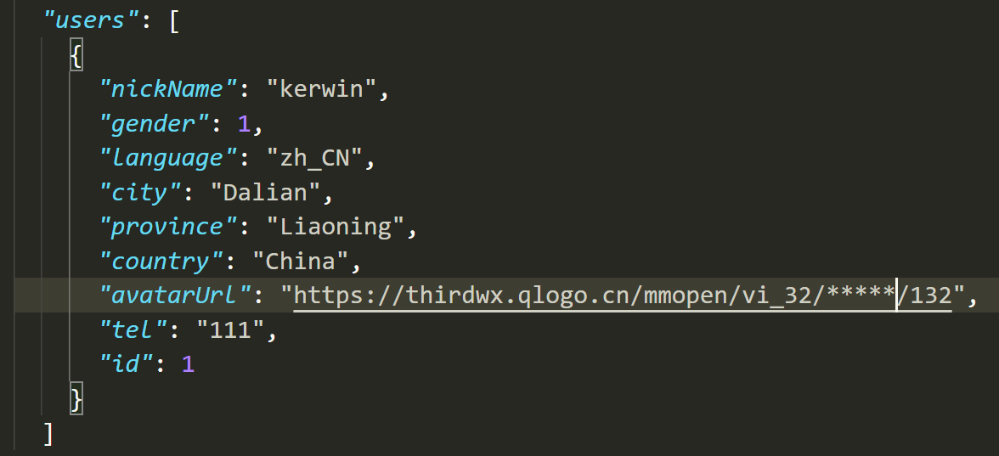 "users": [
{
"nickName": "kerwin",
"gender": 1,
"language": "zh_CN",
"city": "Dalian",
"province": "Liaoning",
"country": "China",
"avatarUrl": "https://thirdwx.qlogo.cn/mmopen/vi_32/*****/132",
"tel": "111",
"id": 1
}
]